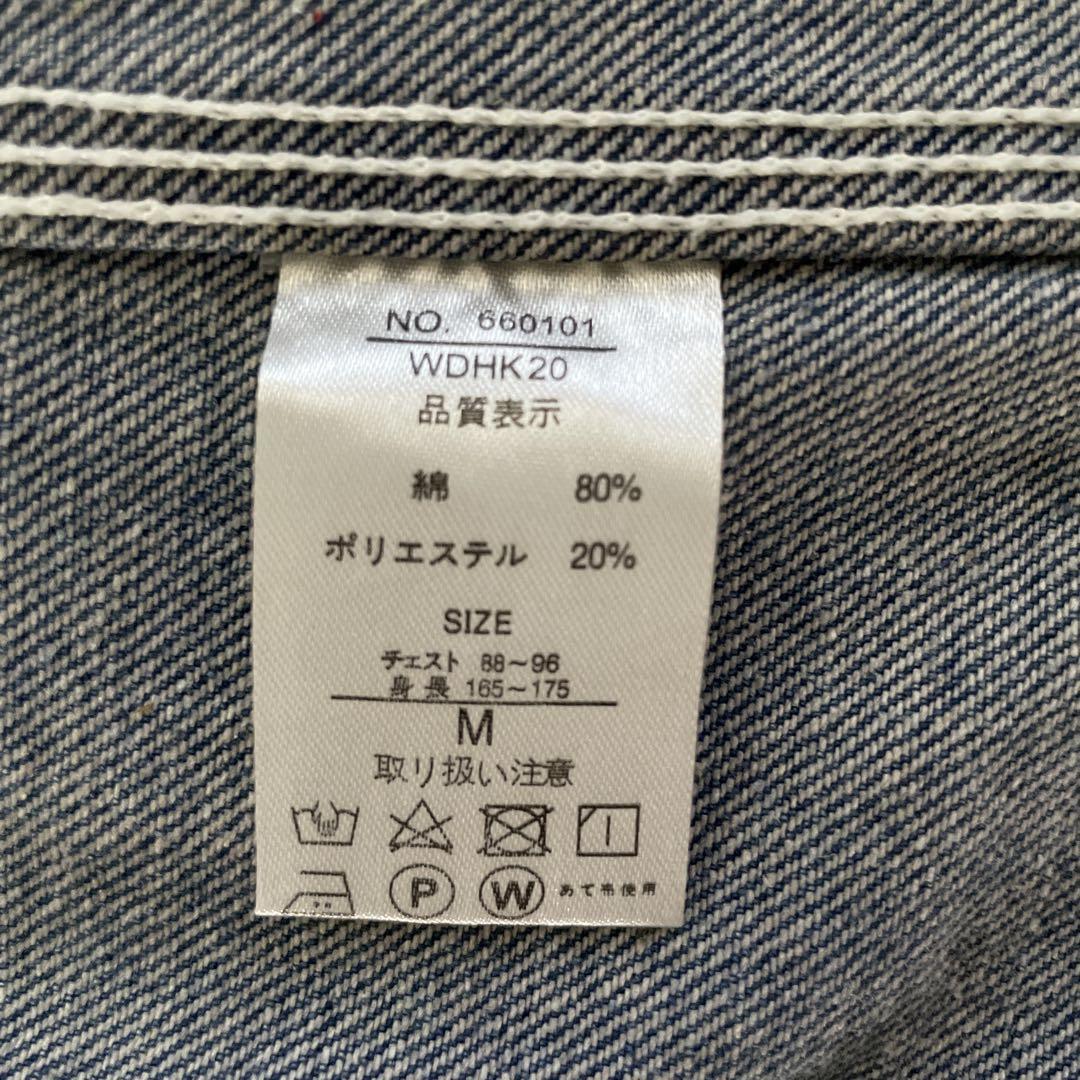 NO. 660101
WDHK20
品質表示
綿 80%
ポリエステル 20%
SIZE
チェスト 88～96
身長 165～175
M
取り扱い注意
P W あて布使用